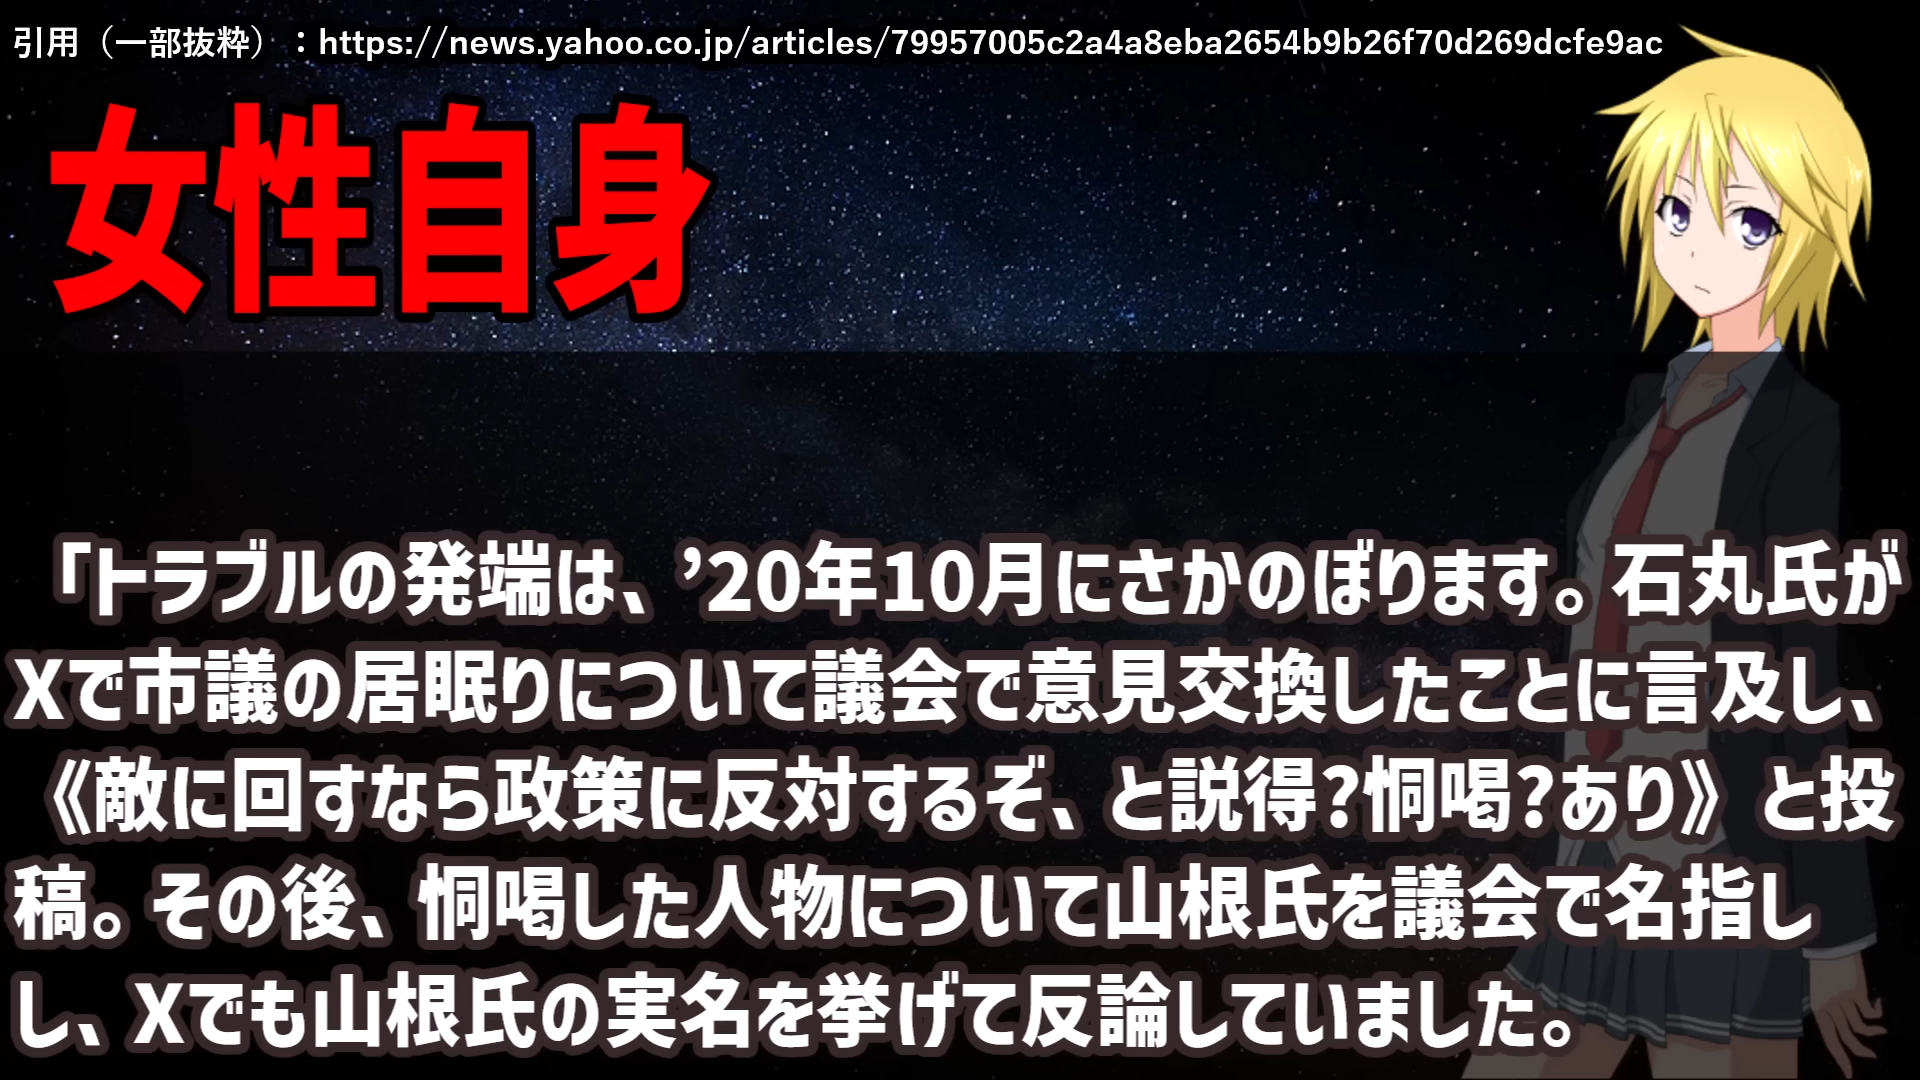 引用（一部抜粋）：https://news.yahoo.co.jp/articles/79957005c2a4a8eba2654b9b26f70d269dcfe9ac
女性自身
「トラブルの発端は、’20年10月にさかのぼります。石丸氏が
Xで市議の居眠りについて議会で意見交換したことに言及し、
《敵に回すなら政策に反対するぞ、と説得?恫喝?あり》と投
稿。その後、恫喝した人物について山根氏を議会で名指し
し、Xでも山根氏の実名を挙げて反論していました。